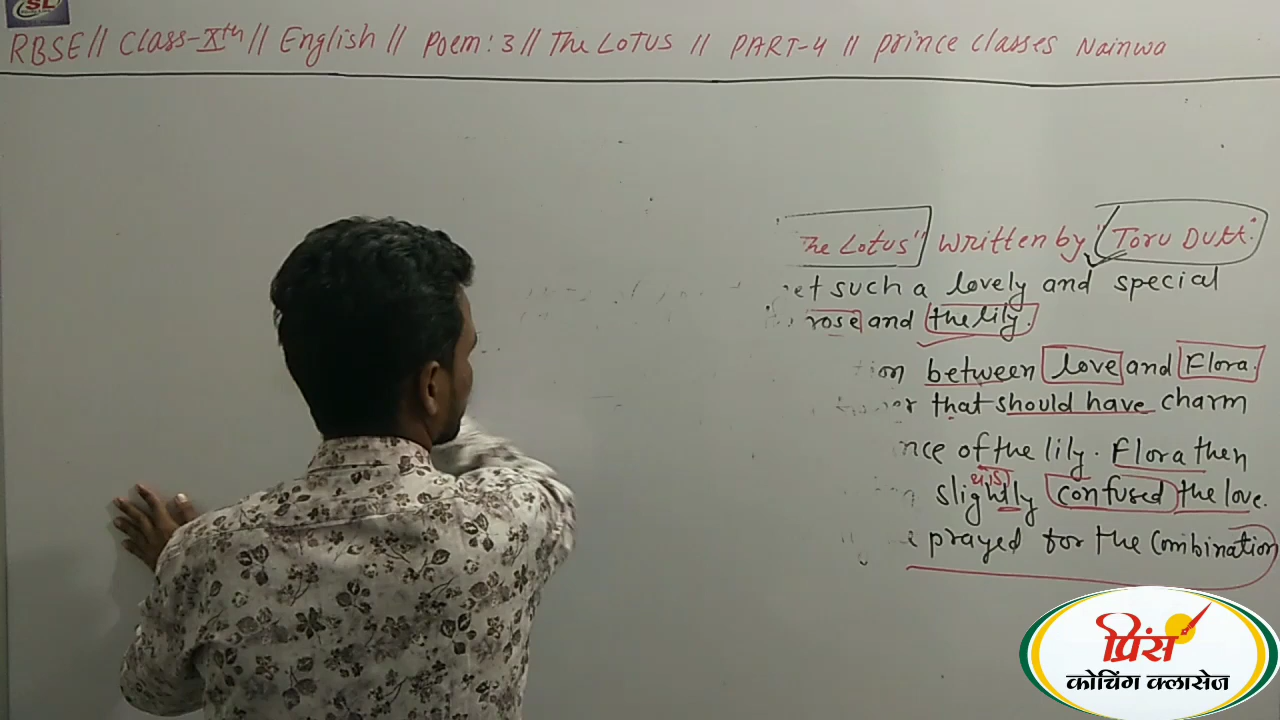 SL
RBSE // Class-Xth // English // Poem: 3 // The LOTUS // PART-4 // prince classes Nainwa
The Lotus" written by "Toru Dutt."
such a lovely and special
rose and the lily.
between love and Flora.
that should have charm
of the lily. Flora then
slightly confused the love.
prayed for the combination
प्रिंस
कोचिंग क्लासेज